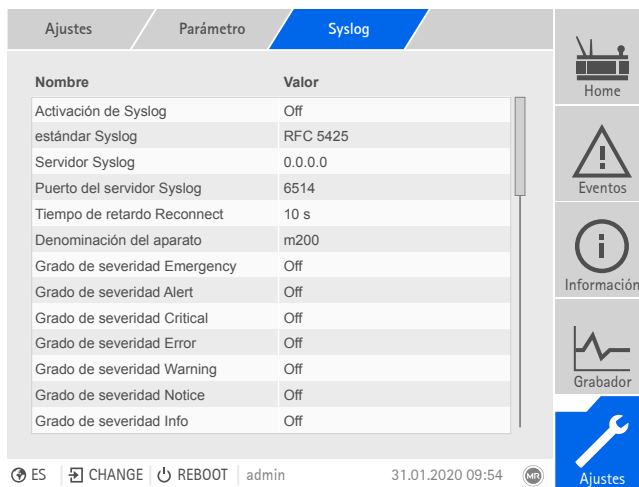 Ajustes Parámetro Syslog
Nombre Valor
Activación de Syslog Off
estándar Syslog RFC 5425
Servidor Syslog 0.0.0.0
Puerto del servidor Syslog 6514
Tiempo de retardo Reconnect 10 s
Denominación del aparato m200
Grado de severidad Emergency Off
Grado de severidad Alert Off
Grado de severidad Critical Off
Grado de severidad Error Off
Grado de severidad Warning Off
Grado de severidad Notice Off
Grado de severidad Info Off
Home
Eventos
Información
Grabador
Ajustes
ES CHANGE REBOOT admin 31.01.2020 09:54 MR